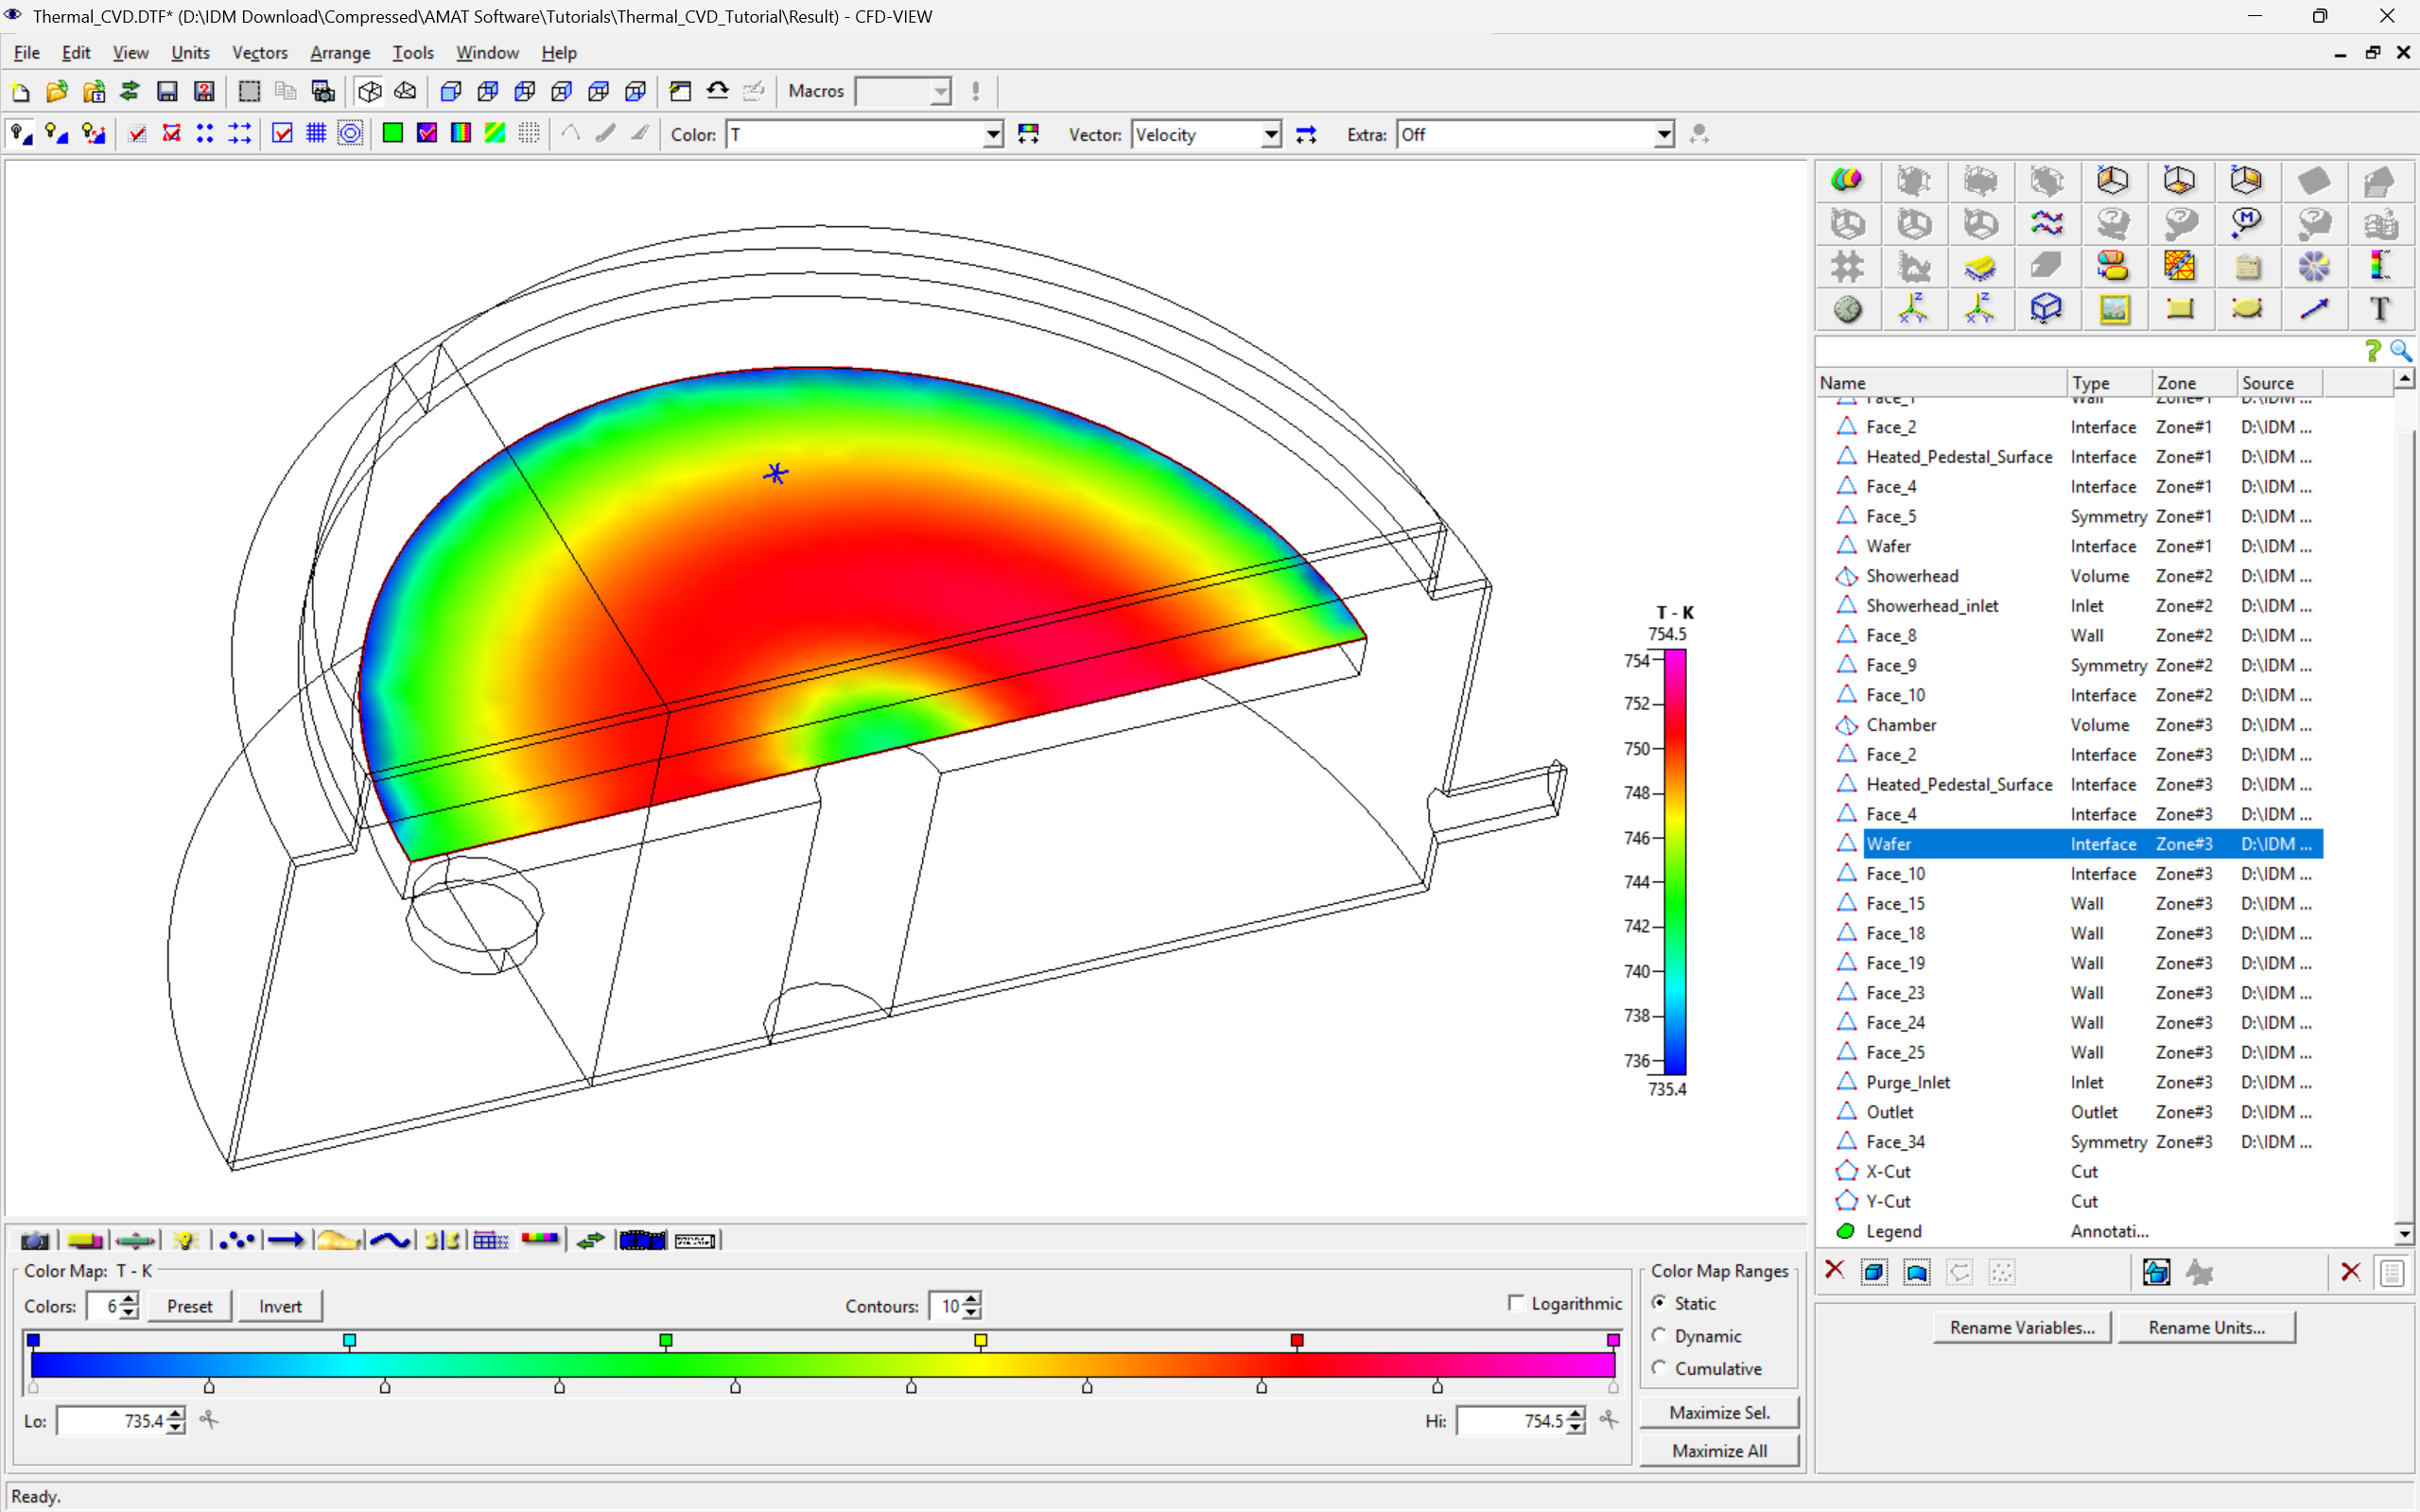 Thermal_CVD.DTF* (D:\IDM Download\Compressed\AMAT Software\Tutorials\Thermal_CVD_Tutorial\Result) - CFD-VIEW
File Edit View Units Vectors Arrange Tools Window Help
Macros
Color: T Vector: Velocity Extra: Off
T - K
754.5
754
752
750
748
746
744
742
740
738
736
735.4
Name Type Zone Source
Face_1 Wall Zone#1 D:\IDM ...
Face_2 Interface Zone#1 D:\IDM ...
Heated_Pedestal_Surface Interface Zone#1 D:\IDM ...
Face_4 Interface Zone#1 D:\IDM ...
Face_5 Symmetry Zone#1 D:\IDM ...
Wafer Interface Zone#1 D:\IDM ...
Showerhead Volume Zone#2 D:\IDM ...
Showerhead_inlet Inlet Zone#2 D:\IDM ...
Face_8 Wall Zone#2 D:\IDM ...
Face_9 Symmetry Zone#2 D:\IDM ...
Face_10 Interface Zone#2 D:\IDM ...
Chamber Volume Zone#3 D:\IDM ...
Face_2 Interface Zone#3 D:\IDM ...
Heated_Pedestal_Surface Interface Zone#3 D:\IDM ...
Face_4 Interface Zone#3 D:\IDM ...
Wafer Interface Zone#3 D:\IDM ...
Face_10 Interface Zone#3 D:\IDM ...
Face_15 Wall Zone#3 D:\IDM ...
Face_18 Wall Zone#3 D:\IDM ...
Face_19 Wall Zone#3 D:\IDM ...
Face_23 Wall Zone#3 D:\IDM ...
Face_24 Wall Zone#3 D:\IDM ...
Face_25 Wall Zone#3 D:\IDM ...
Purge_Inlet Inlet Zone#3 D:\IDM ...
Outlet Outlet Zone#3 D:\IDM ...
Face_34 Symmetry Zone#3 D:\IDM ...
X-Cut Cut
Y-Cut Cut
Legend Annotati...
Color Map: T - K
Colors: 6 Preset Invert Contours: 10 Logarithmic
Lo: 735.4 Hi: 754.5
Color Map Ranges
Static
Dynamic
Cumulative
Maximize Sel.
Maximize All
Rename Variables... Rename Units...
Ready.